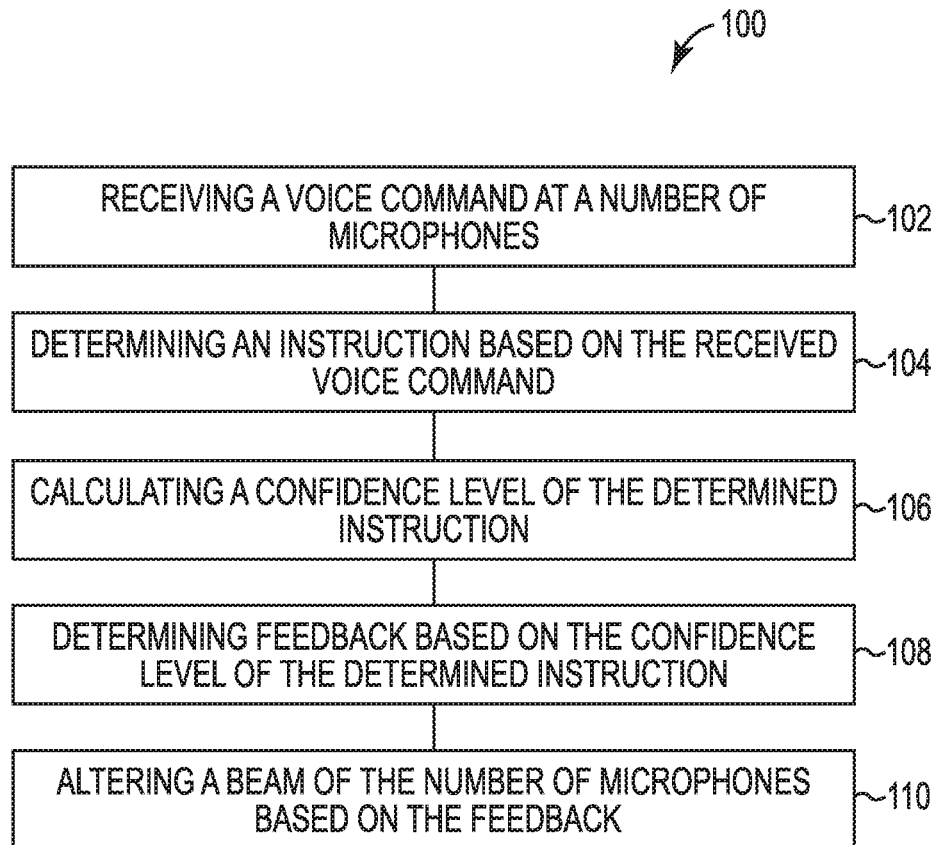 100
RECEIVING A VOICE COMMAND AT A NUMBER OF
MICROPHONES
102
DETERMINING AN INSTRUCTION BASED ON THE RECEIVED
VOICE COMMAND
104
CALCULATING A CONFIDENCE LEVEL OF THE DETERMINED
INSTRUCTION
106
DETERMINING FEEDBACK BASED ON THE CONFIDENCE
LEVEL OF THE DETERMINED INSTRUCTION
108
ALTERING A BEAM OF THE NUMBER OF MICROPHONES
BASED ON THE FEEDBACK
110